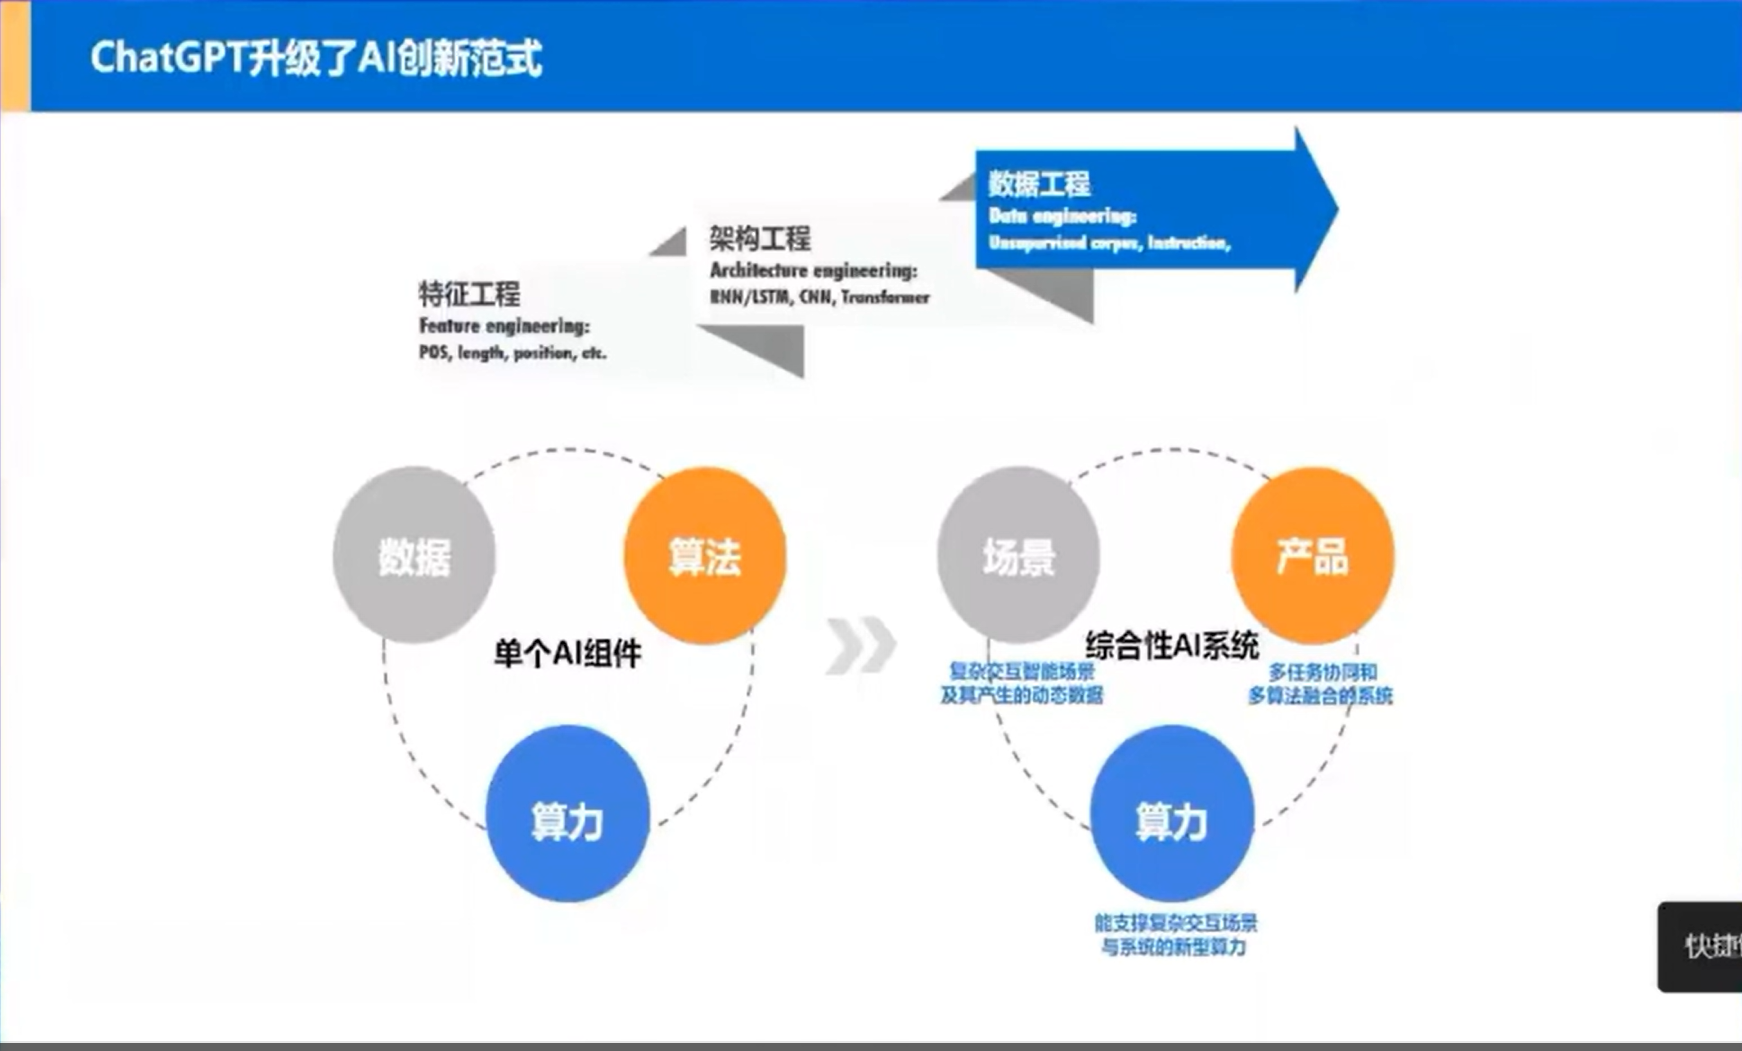 ChatGPT升级了AI创新范式
数据工程
Data engineering:
Unsupervised corpus, Instruction,
架构工程
Architecture engineering:
RNN/LSTM, CNN, Transformer
特征工程
Feature engineering:
POS, length, position, etc.
数据
算法
单个AI组件
算力
场景
产品
综合性AI系统
复杂交互智能场景
及其产生的动态数据
多任务协同和
多算法融合的系统
算力
能支撑复杂交互场景
与系统的新型算力
快捷